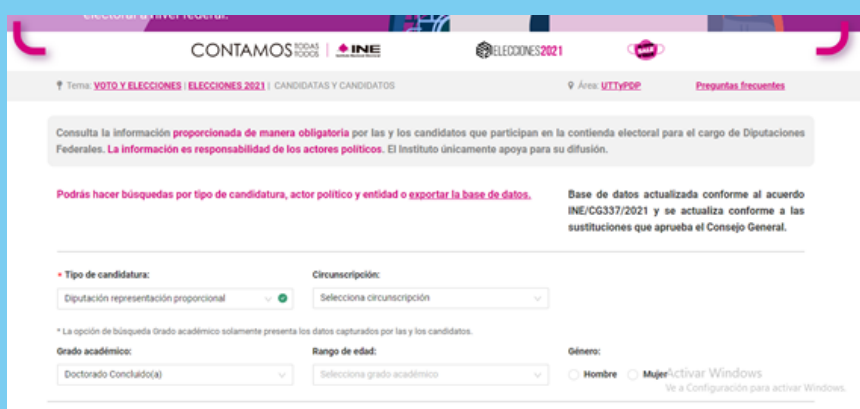 electoral a nivel federal.
CONTAMOS TODAS TODOS INE
ELECCIONES2021
Tema: VOTO Y ELECCIONES | ELECCIONES 2021 | CANDIDATAS Y CANDIDATOS
Área: UTTyPDP
Preguntas frecuentes
Consulta la información proporcionada de manera obligatoria por las y los candidatos que participan en la contienda electoral para el cargo de Diputaciones
Federales. La información es responsabilidad de los actores políticos. El Instituto únicamente apoya para su difusión.
Podrás hacer búsquedas por tipo de candidatura, actor político y entidad o exportar la base de datos.
Base de datos actualizada conforme al acuerdo
INE/CG337/2021 y se actualiza conforme a las
sustituciones que aprueba el Consejo General.
* Tipo de candidatura:
Circunscripción:
Diputación representación proporcional
Selecciona circunscripción
* La opción de búsqueda Grado académico solamente presenta los datos capturados por las y los candidatos.
Grado académico:
Rango de edad:
Género:
Doctorado Concluido(a)
Selecciona grado académico
Hombre
Mujer
Activar Windows
Ve a Configuración para activar Windows.